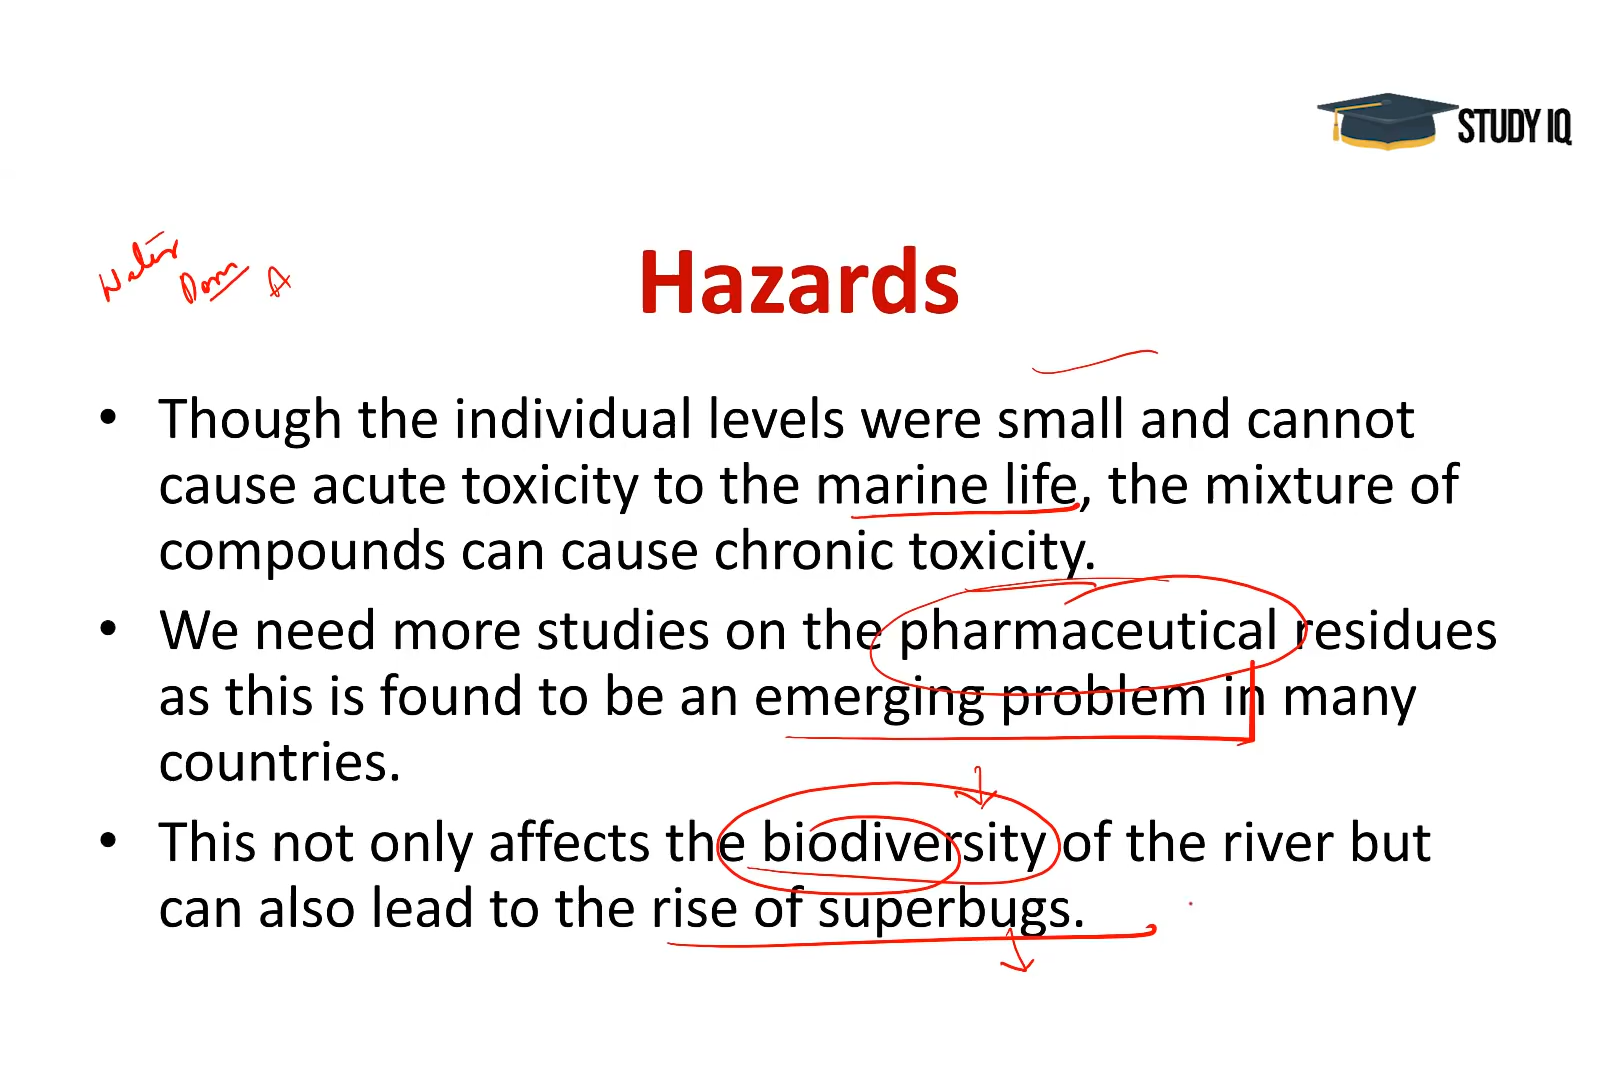 STUDY IQ
Hazards
• Though the individual levels were small and cannot
cause acute toxicity to the marine life, the mixture of
compounds can cause chronic toxicity.
• We need more studies on the pharmaceutical residues
as this is found to be an emerging problem in many
countries.
• This not only affects the biodiversity of the river but
can also lead to the rise of superbugs.